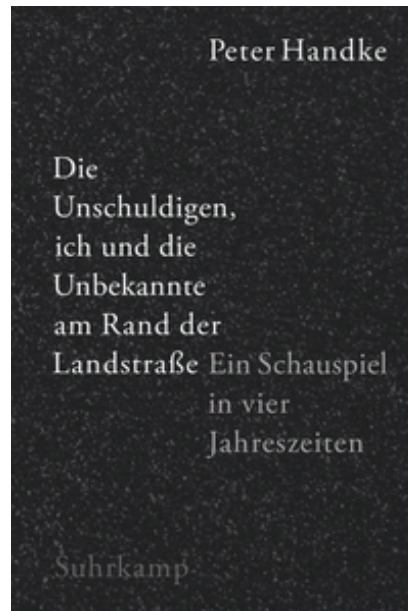 Peter Handke
Die
Unschuldigen,
ich und die
Unbekannte
am Rand der
Landstraße Ein Schauspiel
in vier
Jahreszeiten
Suhrkamp